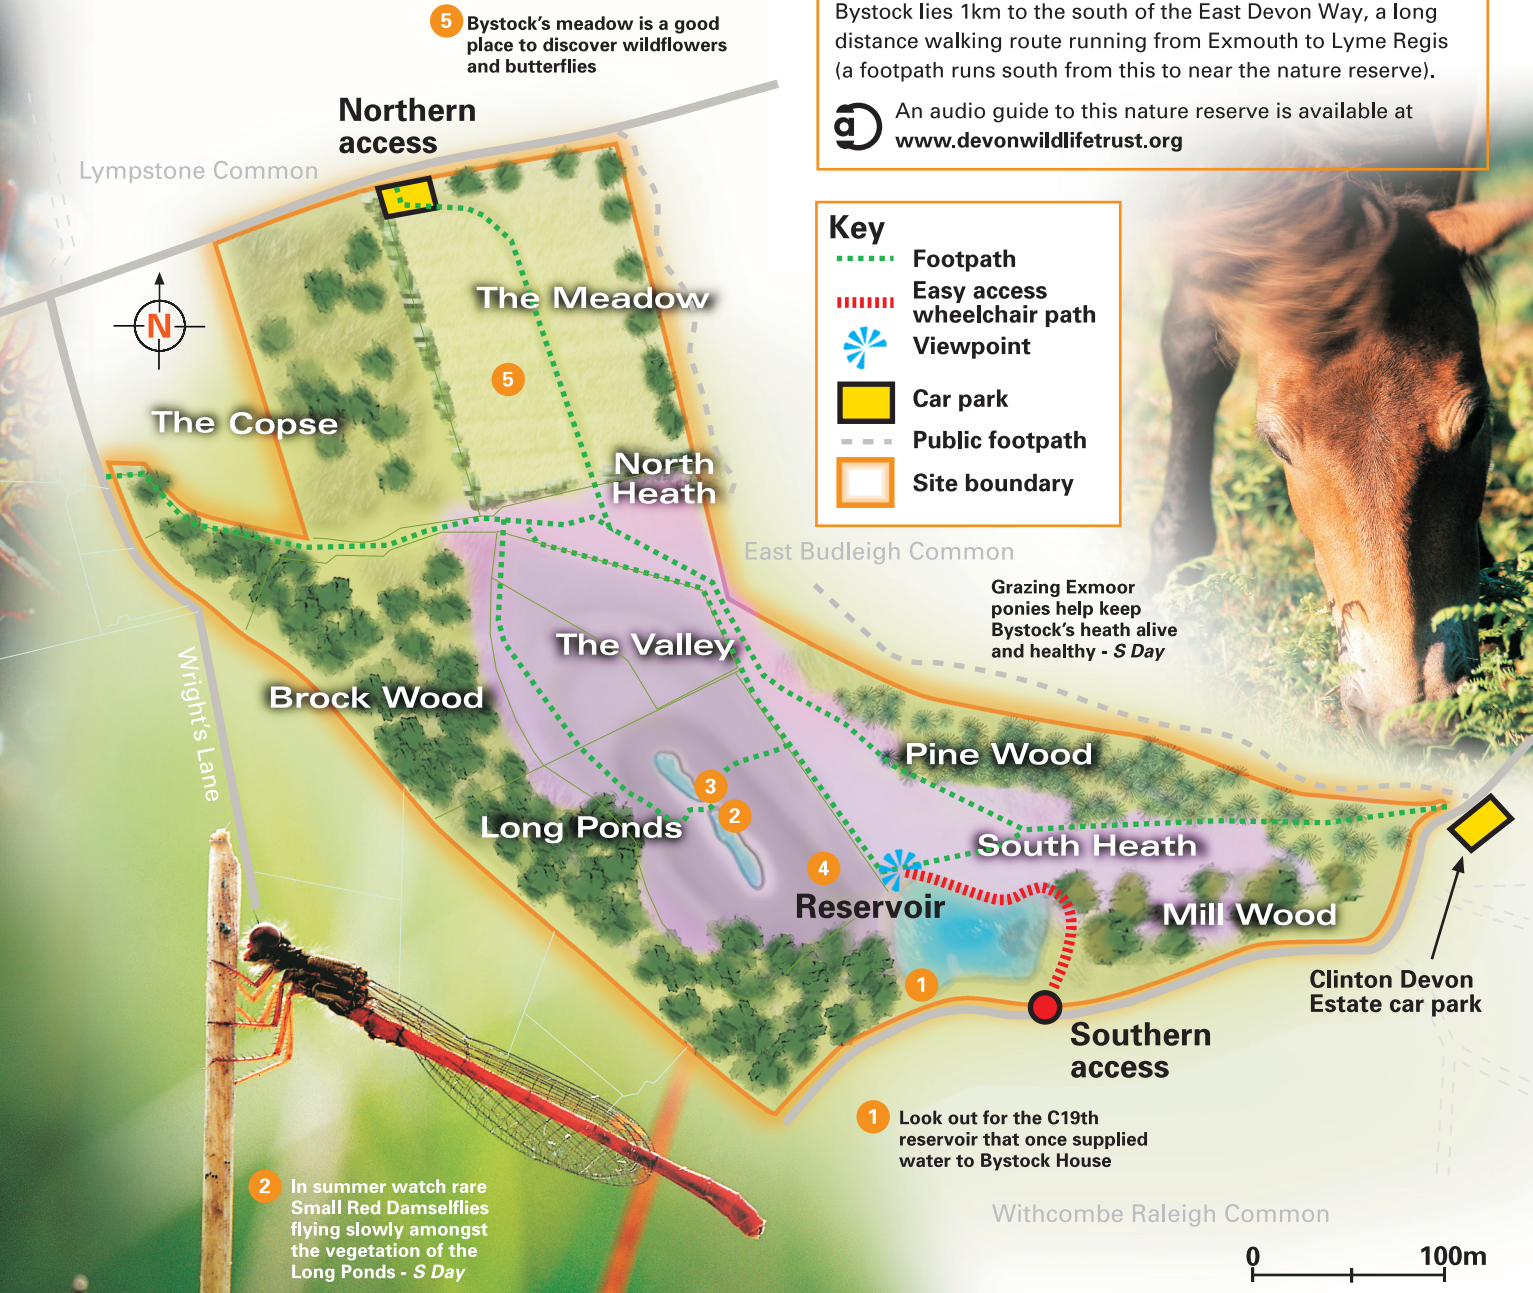 5 Bystock's meadow is a good
place to discover wildflowers
and butterflies
Bystock lies 1km to the south of the East Devon Way, a long
distance walking route running from Exmouth to Lyme Regis
(a footpath runs south from this to near the nature reserve).
a
An audio guide to this nature reserve is available at
www.devonwildlifetrust.org
Northern
access
Lympstone Common
Key
Footpath
Easy access
wheelchair path
Viewpoint
Car park
Public footpath
Site boundary
N
The Meadow
5
The Copse
North
Heath
East Budleigh Common
Grazing Exmoor
ponies help keep
Bystock's heath alive
and healthy - S Day
The Valley
Wright's Lane
Brock Wood
Pine Wood
3
2
Long Ponds
South Heath
4
Reservoir
Mill Wood
1
Clinton Devon
Estate car park
Southern
access
1 Look out for the C19th
reservoir that once supplied
water to Bystock House
2 In summer watch rare
Small Red Damselflies
flying slowly amongst
the vegetation of the
Long Ponds - S Day
Withcombe Raleigh Common
0 100m